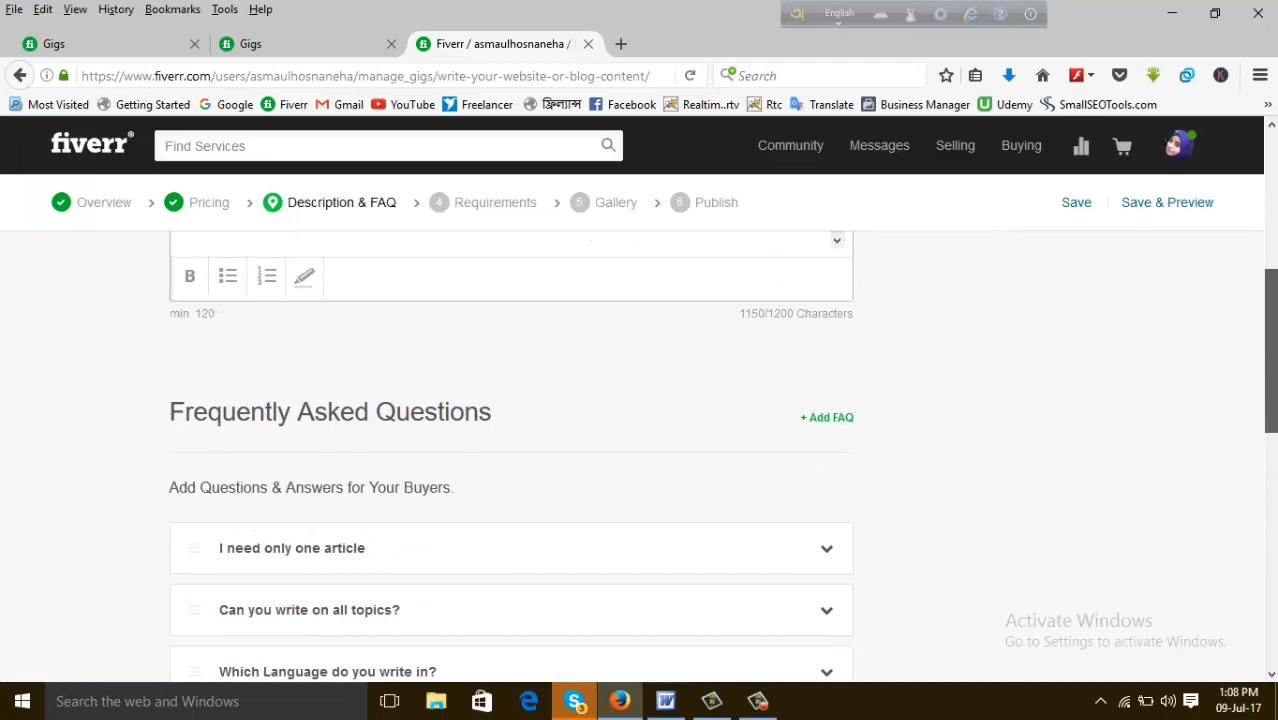 File Edit View History Bookmarks Tools Help
English
Gigs
Gigs
Fiverr / asmaulhosnaneha /
https://www.fiverr.com/users/asmaulhosnaneha/manage_gigs/write-your-website-or-blog-content/
Search
Most Visited Getting Started Google Fiverr Gmail YouTube Freelancer ফ্রিল্যান্স Facebook Realtim..rtv Rtc Translate Business Manager Udemy SmallSEOTools.com
fiverr®
Find Services
Community Messages Selling Buying
Overview Pricing Description & FAQ 4 Requirements 5 Gallery 6 Publish
Save Save & Preview
B
min 120
1150/1200 Characters
Frequently Asked Questions
+ Add FAQ
Add Questions & Answers for Your Buyers.
I need only one article
Can you write on all topics?
Which Language do you write in?
Activate Windows
Go to Settings to activate Windows.
Search the web and Windows
1:08 PM
09-Jul-17